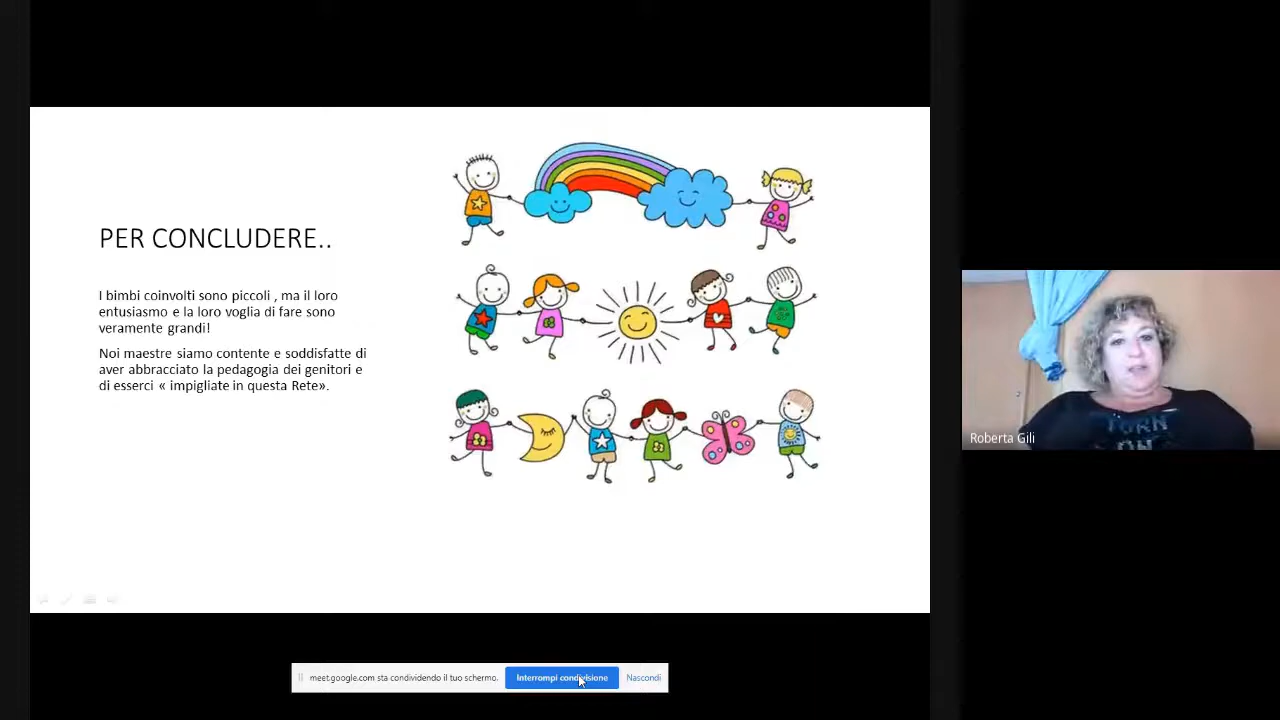 PER CONCLUDERE..
I bimbi coinvolti sono piccoli , ma il loro
entusiasmo e la loro voglia di fare sono
veramente grandi!
Noi maestre siamo contente e soddisfatte di
aver abbracciato la pedagogia dei genitori e
di esserci « impigliate in questa Rete».
Roberta Gili
TURN
ON
meet.google.com sta condividendo il tuo schermo.
Interrompi condivisione
Nascondi